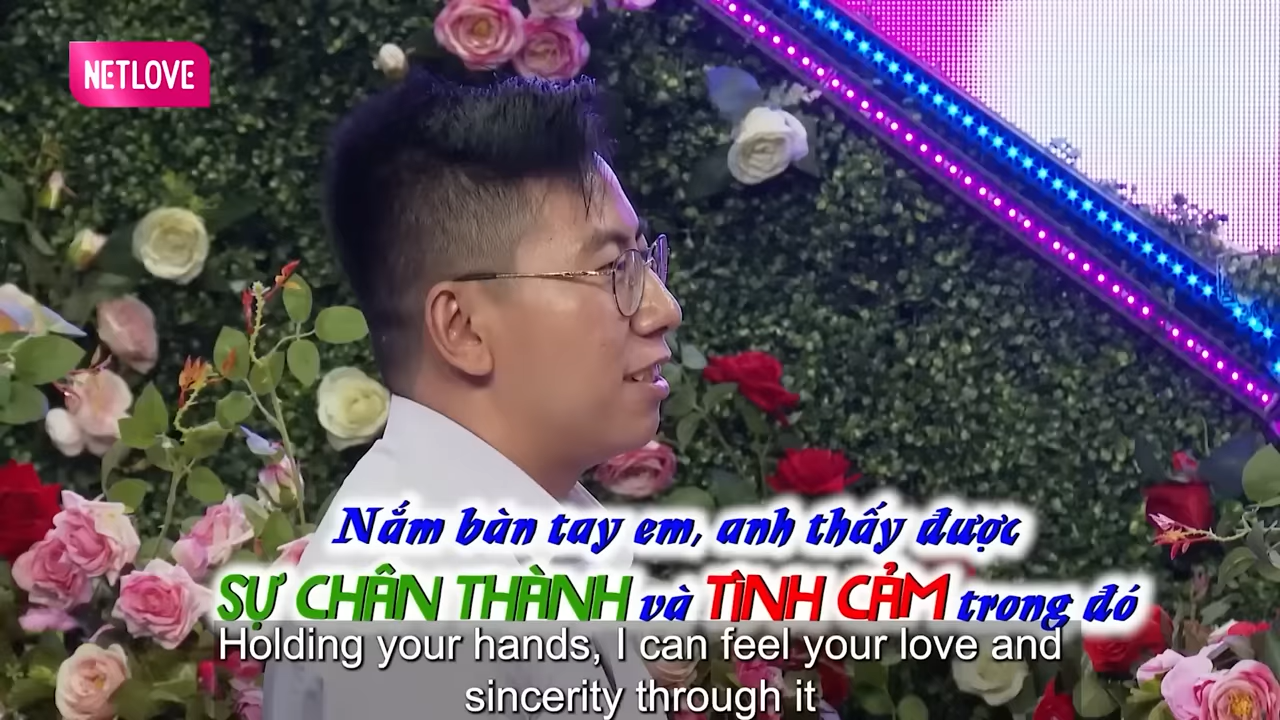 NETLOVE
Nắm bàn tay em, anh thấy được
SỰ CHÂN THÀNH và TÌNH CẢM trong đó
Holding your hands, I can feel your love and
sincerity through it